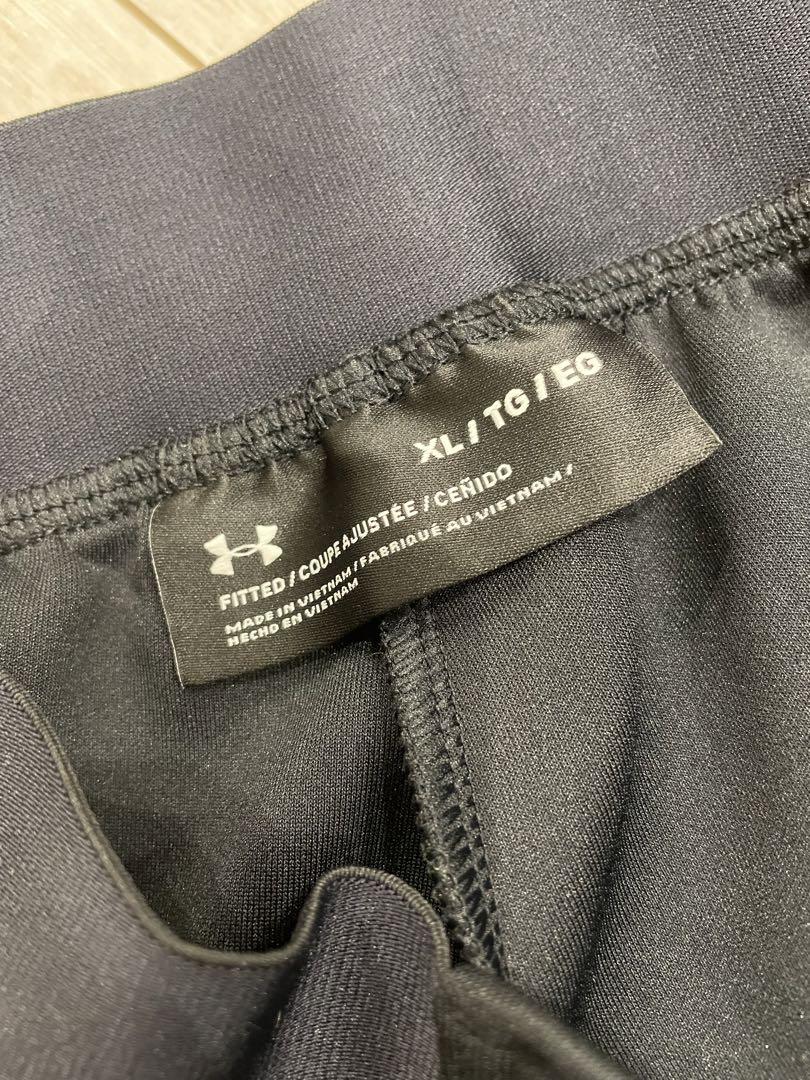 XL / TG / EG
FITTED / COUPE AJUSTÉE / CEÑIDO
MADE IN VIETNAM / FABRIQUÉ AU VIETNAM /
HECHO EN VIETNAM